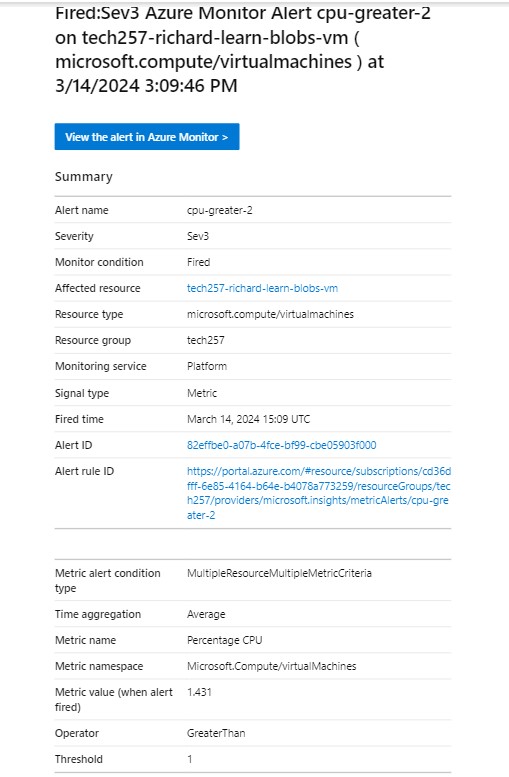 Fired:Sev3 Azure Monitor Alert cpu-greater-2
on tech257-richard-learn-blobs-vm (
microsoft.compute/virtualmachines ) at
3/14/2024 3:09:46 PM
View the alert in Azure Monitor >
Summary
Alert name cpu-greater-2
Severity Sev3
Monitor condition Fired
Affected resource tech257-richard-learn-blobs-vm
Resource type microsoft.compute/virtualmachines
Resource group tech257
Monitoring service Platform
Signal type Metric
Fired time March 14, 2024 15:09 UTC
Alert ID 82effbe0-a07b-4fce-bf99-cbe05903f000
Alert rule ID https://portal.azure.com/#resource/subscriptions/cd36d
fff-6e85-4164-b64e-b4078a773259/resourceGroups/tec
h257/providers/microsoft.insights/metricAlerts/cpu-gre
ater-2
Metric alert condition MultipleResourceMultipleMetricCriteria
type
Time aggregation Average
Metric name Percentage CPU
Metric namespace Microsoft.Compute/virtualMachines
Metric value (when alert 1.431
fired)
Operator GreaterThan
Threshold 1